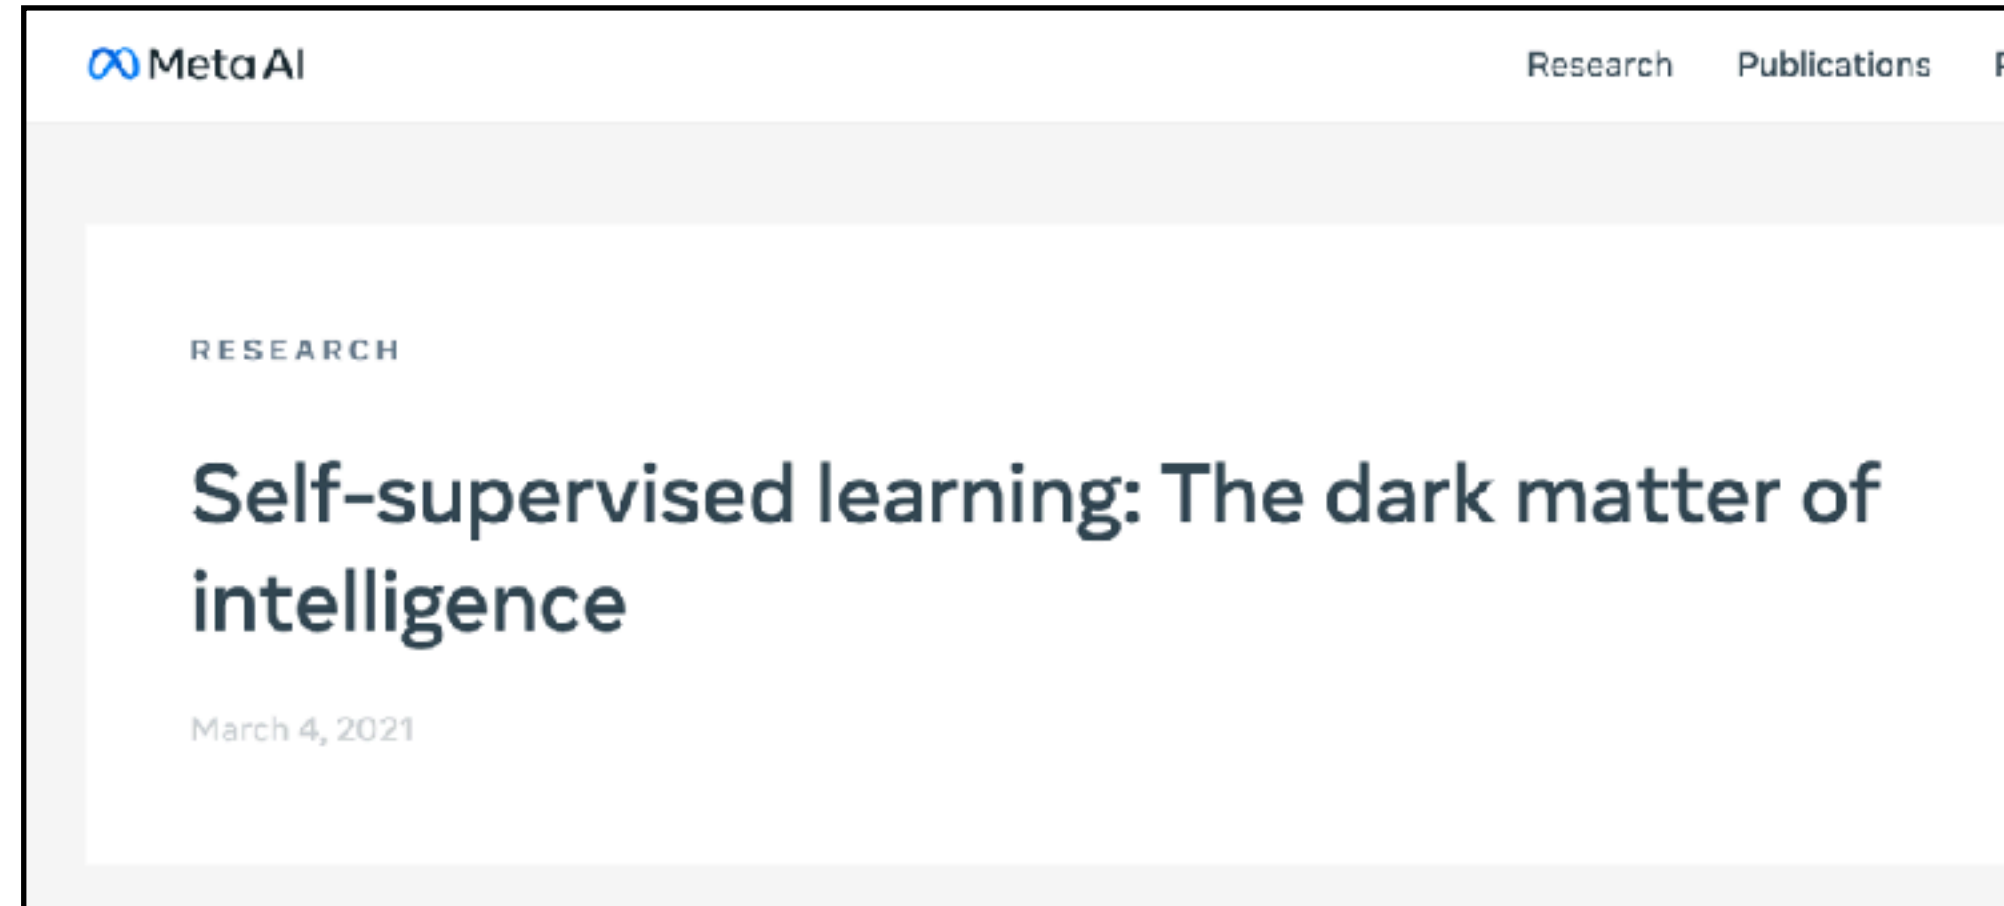 Meta AI
Research Publications
RESEARCH
Self-supervised learning: The dark matter of
intelligence
March 4, 2021